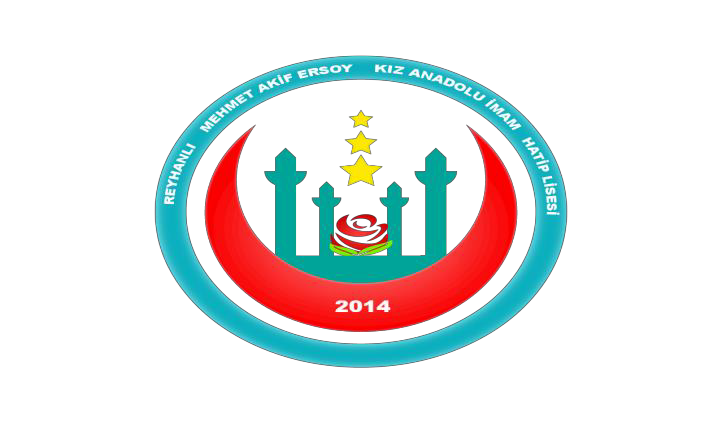 REYHANLI MEHMET AKİF ERSOY KIZ ANADOLU İMAM HATİP LİSESİ
2014